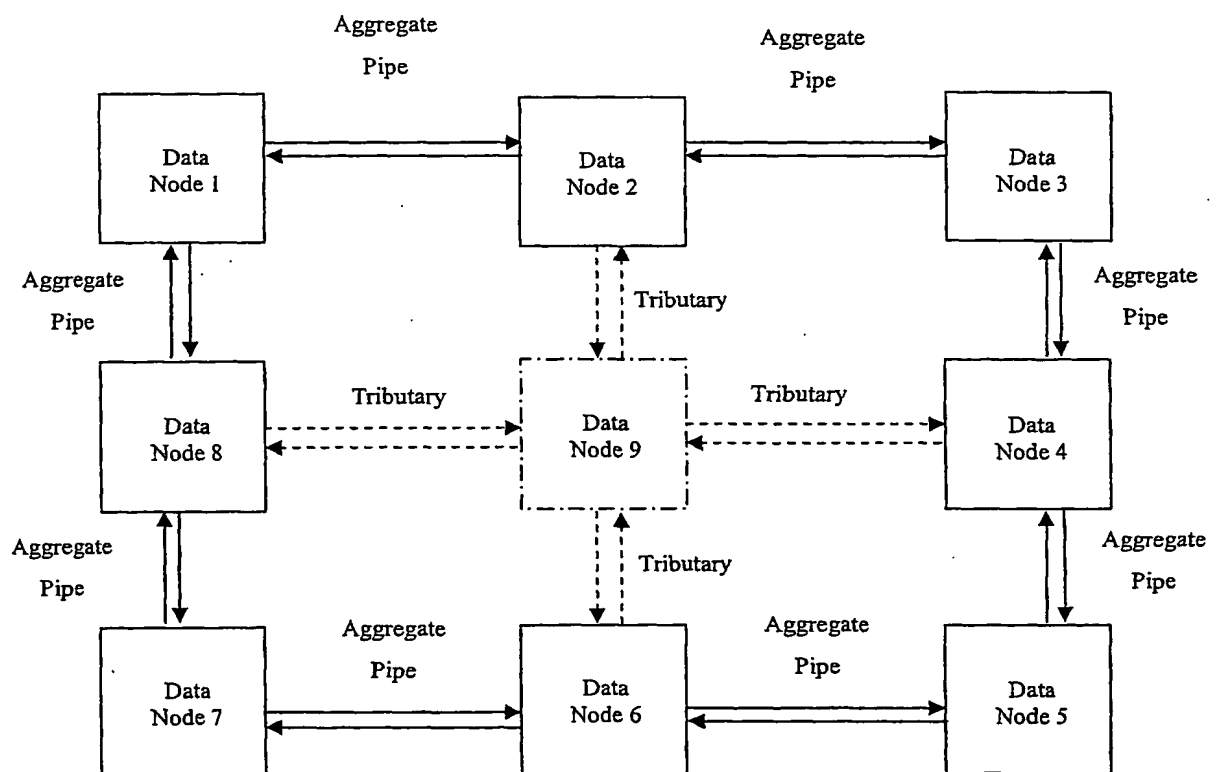 Aggregate
Pipe
Aggregate
Pipe
Data
Node 1
Data
Node 2
Data
Node 3
Aggregate
Pipe
Tributary
Aggregate
Pipe
Data
Node 8
Tributary
Data
Node 9
Tributary
Data
Node 4
Aggregate
Pipe
Tributary
Aggregate
Pipe
Data
Node 7
Aggregate
Pipe
Data
Node 6
Aggregate
Pipe
Data
Node 5